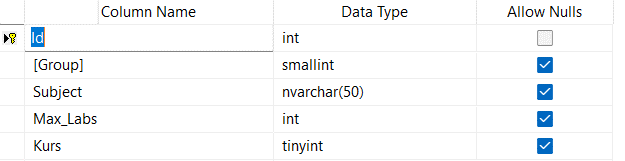 Column Name Data Type Allow Nulls
Id int
[Group] smallint
Subject nvarchar(50)
Max_Labs int
Kurs tinyint